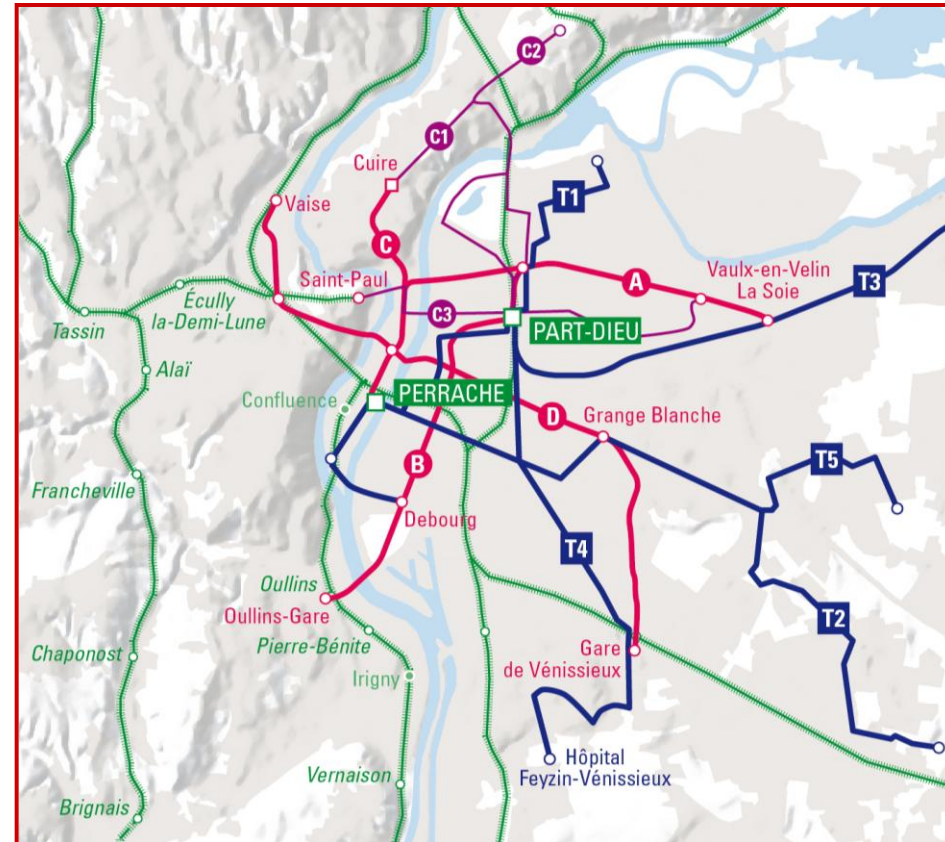 C2
C1
Cuire
T1
Vaise
C
Saint-Paul
A
Vaulx-en-Velin
La Soie
T3
Écully
la-Demi-Lune
Tassin
C3
PART-DIEU
Alaï
PERRACHE
Confluence
D
Grange Blanche
B
T5
Francheville
Debourg
T4
Oullins
Oullins-Gare
Pierre-Bénite
T2
Chaponost
Irigny
Gare
de Vénissieux
Hôpital
Feyzin-Vénissieux
Vernaison
Brignais